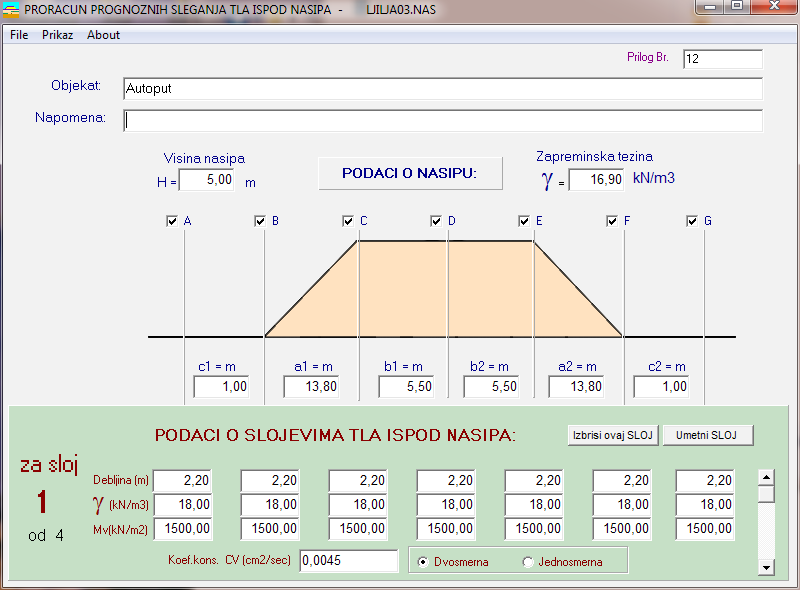 PRORACUN PROGNOZNIH SLEGANJA TLA ISPOD NASIPA - LJILJA03.NAS
File Prikaz About
Prilog Br. 12
Objekat: Autoput
Napomena:
Visina nasipa
H = 5,00 m
PODACI O NASIPU:
Zapreminska tezina
γ = 16,90 kN/m3
A B C D E F G
c1 = m a1 = m b1 = m b2 = m a2 = m c2 = m
1,00 13,80 5,50 5,50 13,80 1,00
PODACI O SLOJEVIMA TLA ISPOD NASIPA:
Izbrisi ovaj SLOJ Umetni SLOJ
za sloj
1
od 4
Debljina (m) 2,20 2,20 2,20 2,20 2,20 2,20 2,20
γ (kN/m3) 18,00 18,00 18,00 18,00 18,00 18,00 18,00
Mv(kN/m2) 1500,00 1500,00 1500,00 1500,00 1500,00 1500,00 1500,00
Koef.kons. CV (cm2/sec) 0,0045 Dvosmerna Jednosmerna